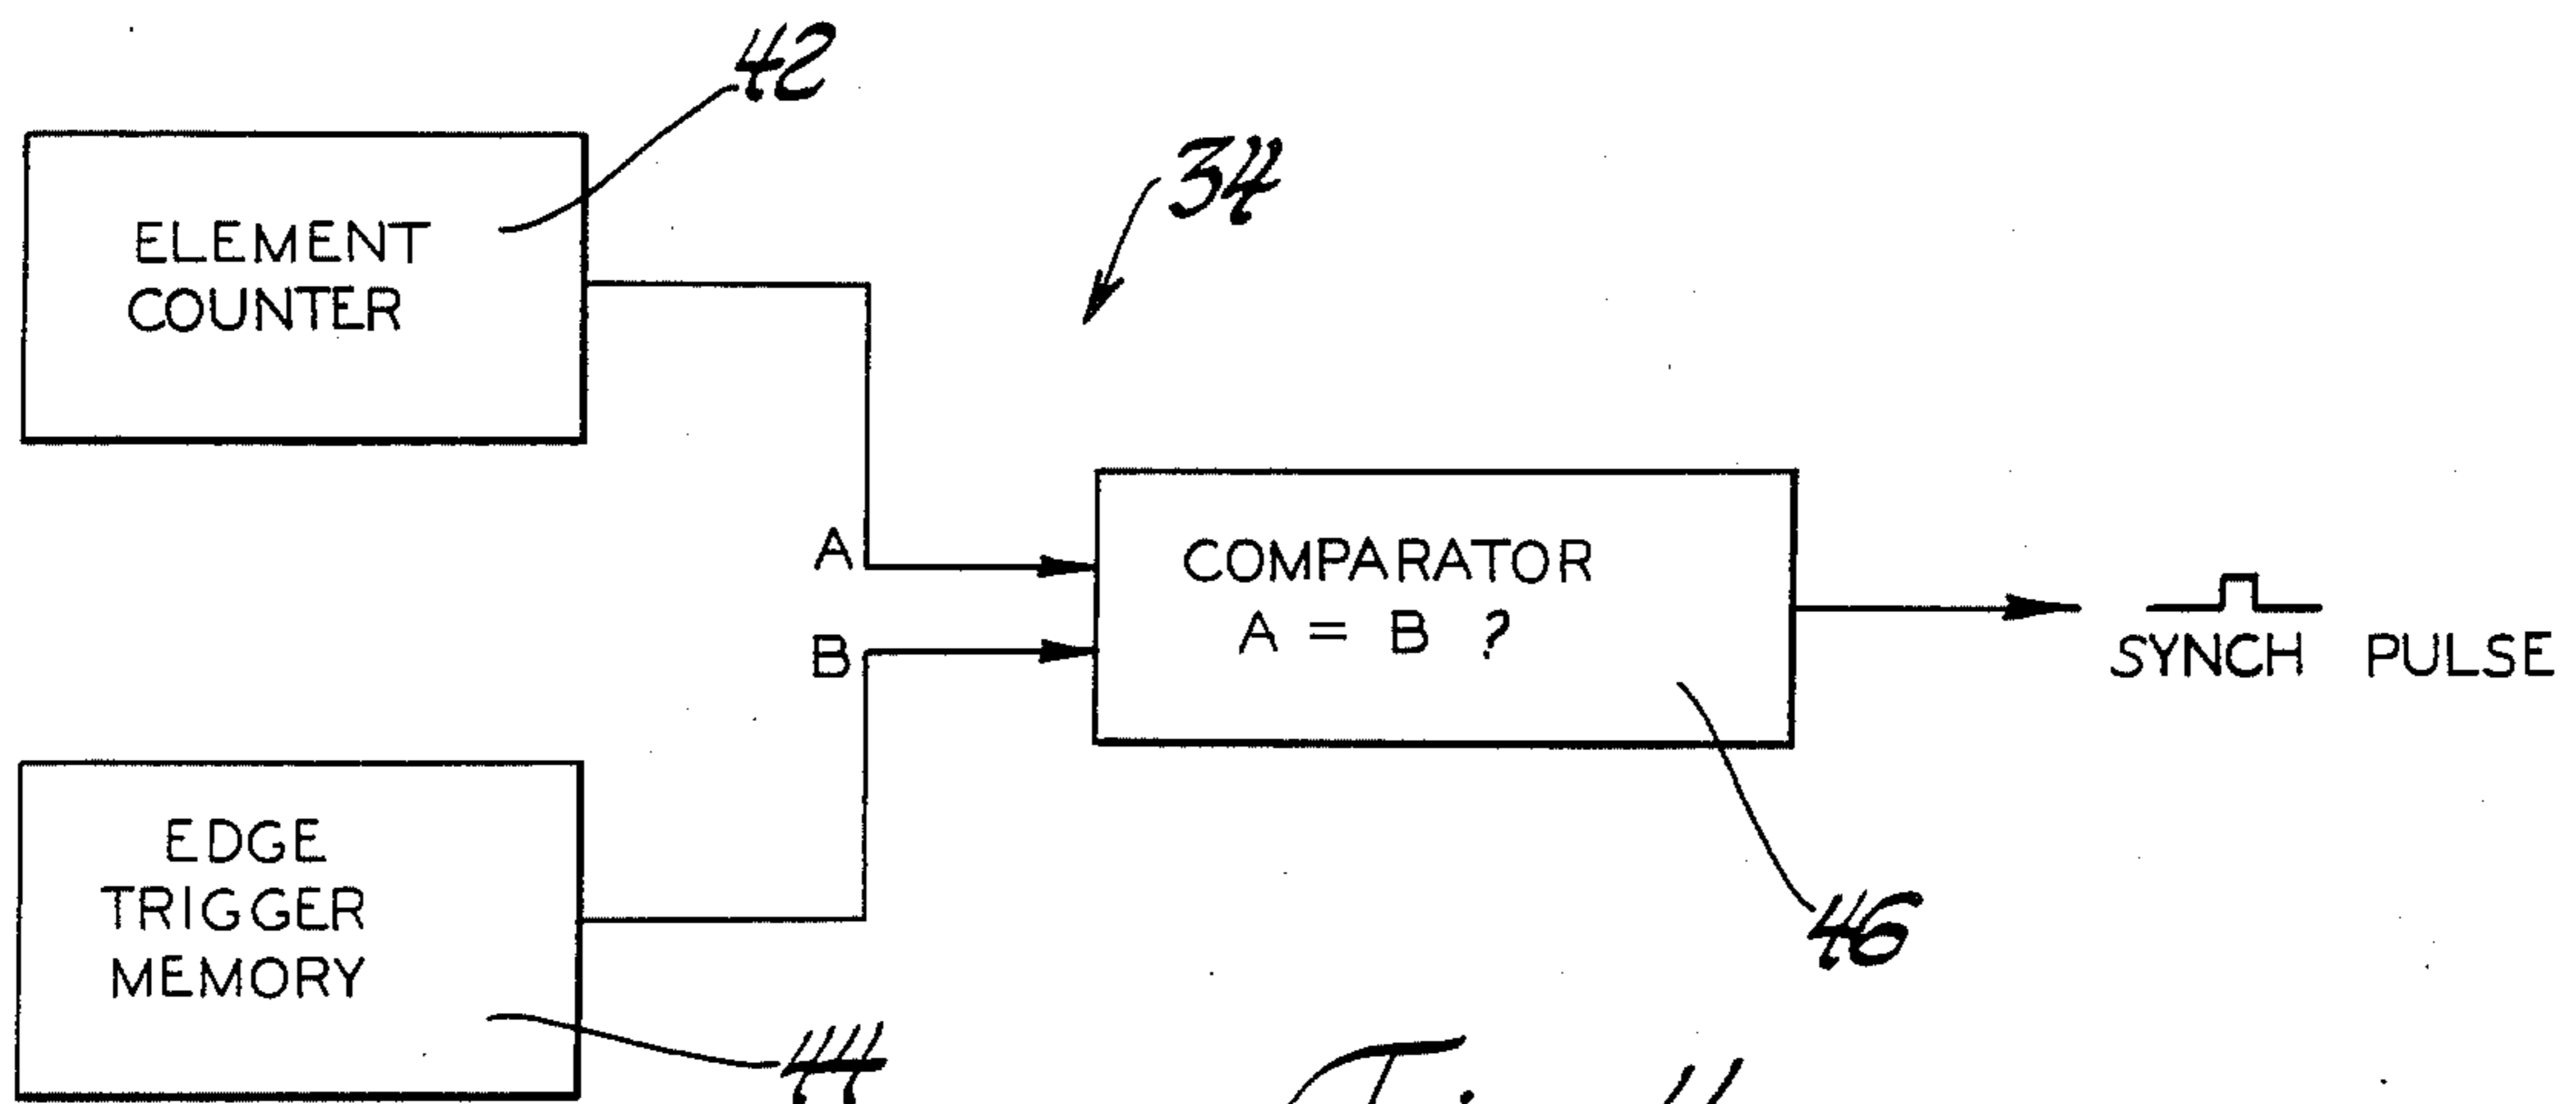 42
34
ELEMENT
COUNTER
A
COMPARATOR
A = B ?
B
SYNCH PULSE
EDGE
TRIGGER
MEMORY
46
44